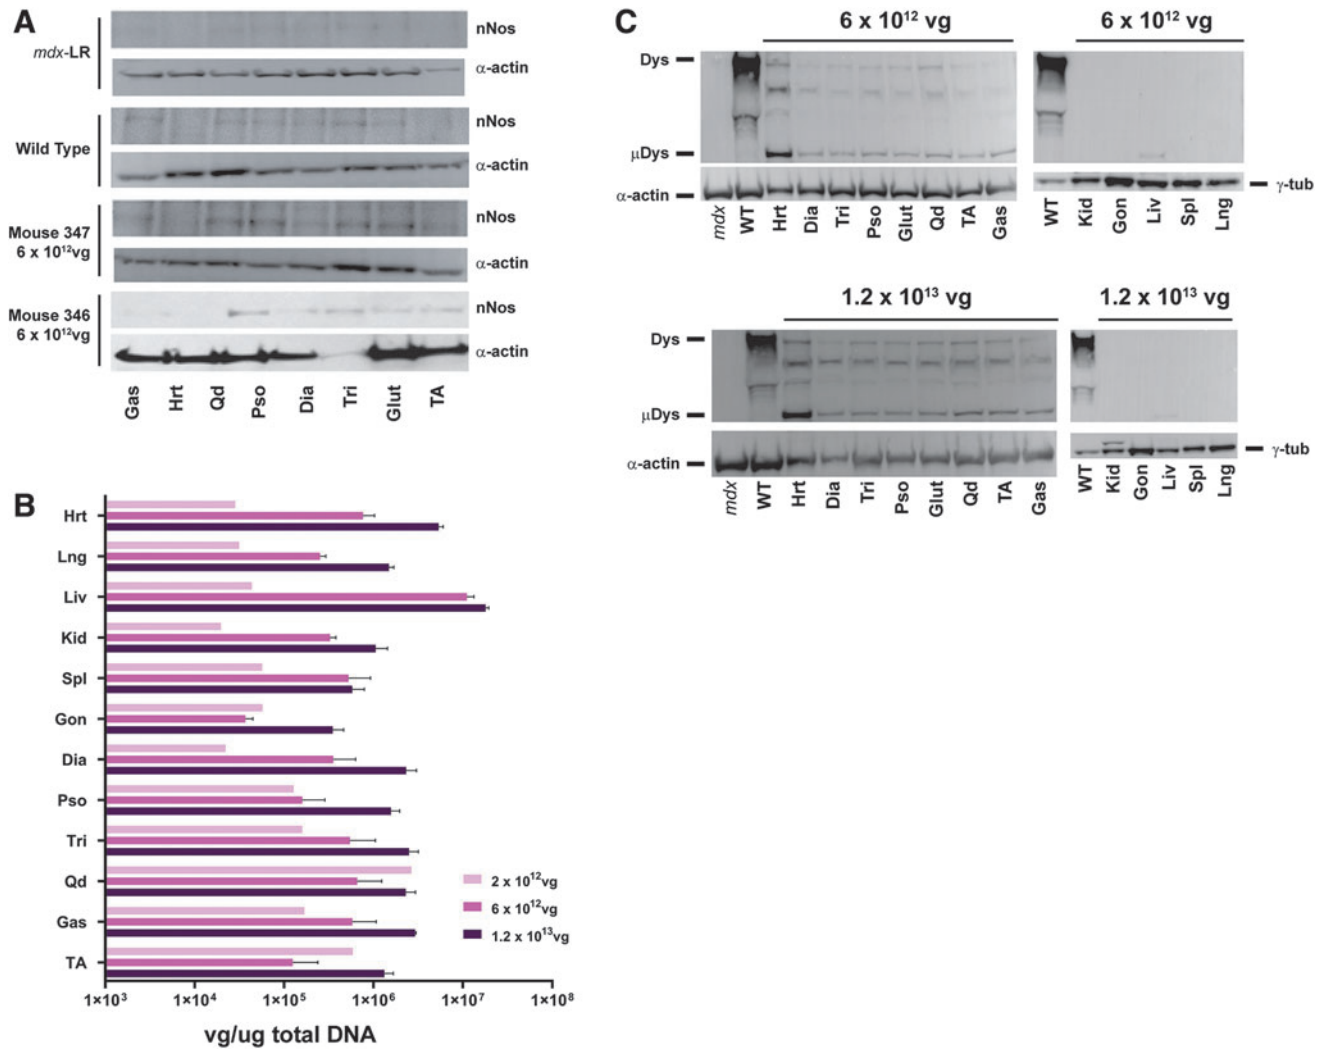 A
mdx-LR
nNos
α-actin
Wild Type
nNos
α-actin
Mouse 347
6 x 10¹²vg
nNos
α-actin
Mouse 346
6 x 10¹²vg
nNos
α-actin
Gas Hrt Qd Pso Dia Tri Glut TA
B
Hrt
Lng
Liv
Kid
Spl
Gon
Dia
Pso
Tri
Qd
Gas
TA
2 x 10¹²vg
6 x 10¹²vg
1.2 x 10¹³vg
1×10³ 1×10⁴ 1×10⁵ 1×10⁶ 1×10⁷ 1×10⁸
vg/ug total DNA
C
6 x 10¹² vg
Dys
µDys
α-actin
mdx WT Hrt Dia Tri Pso Glut Qd TA Gas
6 x 10¹² vg
γ-tub
WT Kid Gon Liv Spl Lng
1.2 x 10¹³ vg
Dys
µDys
α-actin
mdx WT Hrt Dia Tri Pso Glut Qd TA Gas
1.2 x 10¹³ vg
γ-tub
WT Kid Gon Liv Spl Lng